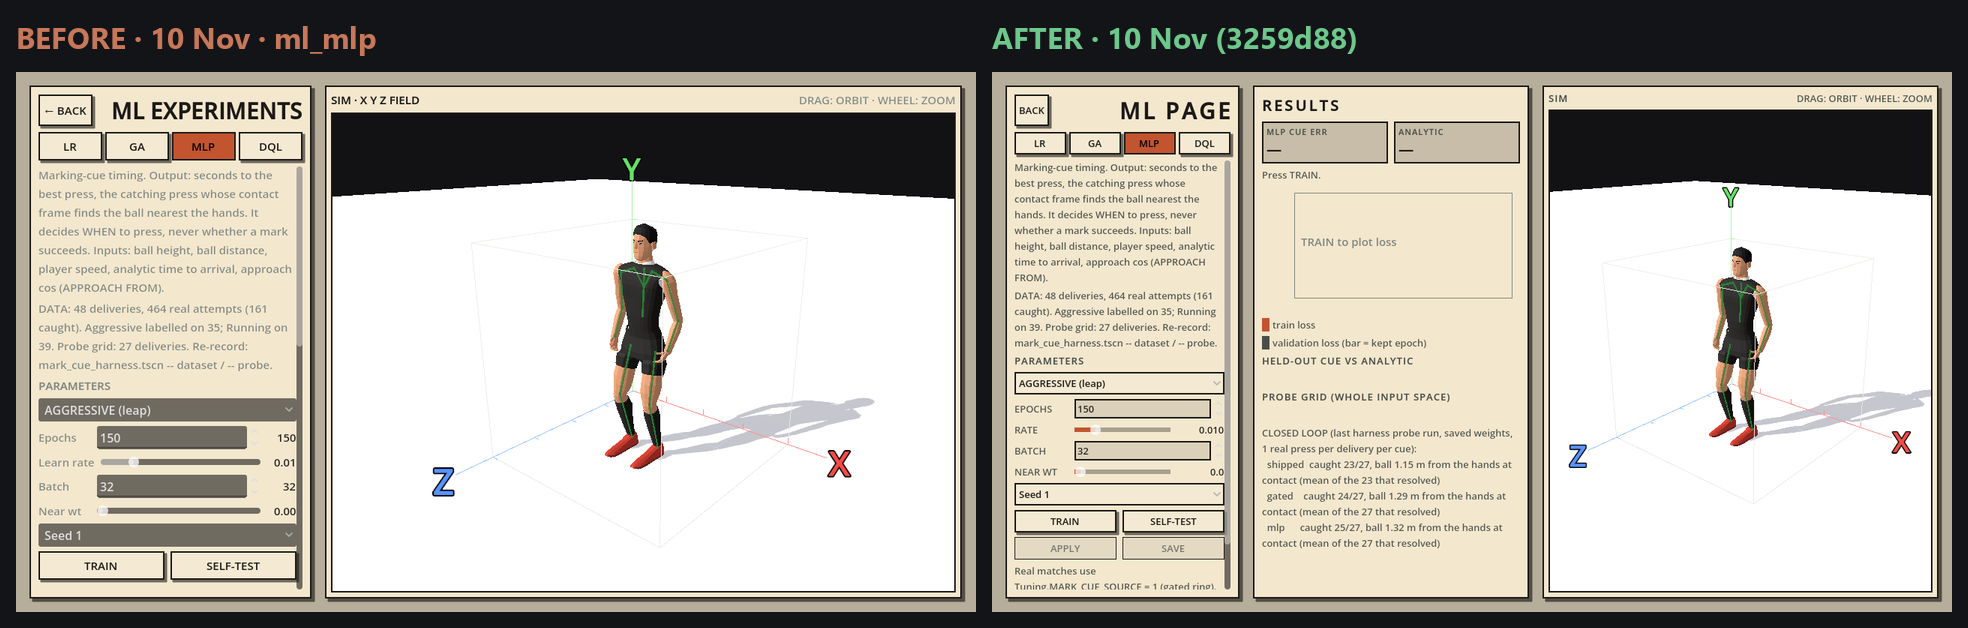 BEFORE · 10 Nov · ml_mlp
← BACK
ML EXPERIMENTS
LR
GA
MLP
DQL
Marking-cue timing. Output: seconds to the
best press, the catching press whose contact
frame finds the ball nearest the hands. It
decides WHEN to press, never whether a mark
succeeds. Inputs: ball height, ball distance,
player speed, analytic time to arrival, approach
cos (APPROACH FROM).
DATA: 48 deliveries, 464 real attempts (161
caught). Aggressive labelled on 35; Running on
39. Probe grid: 27 deliveries. Re-record:
mark_cue_harness.tscn -- dataset / -- probe.
PARAMETERS
AGGRESSIVE (leap)
Epochs 150 150
Learn rate 0.01
Batch 32 32
Near wt 0.00
Seed 1
TRAIN
SELF-TEST
SIM · X Y Z FIELD
DRAG: ORBIT · WHEEL: ZOOM
Y
Z
X
AFTER · 10 Nov (3259d88)
BACK
ML PAGE
LR
GA
MLP
DQL
Marking-cue timing. Output: seconds to the
best press, the catching press whose
contact frame finds the ball nearest the
hands. It decides WHEN to press, never
whether a mark succeeds. Inputs: ball
height, ball distance, player speed, analytic
time to arrival, approach cos (APPROACH
FROM).
DATA: 48 deliveries, 464 real attempts (161
caught). Aggressive labelled on 35; Running
on 39. Probe grid: 27 deliveries. Re-record:
mark_cue_harness.tscn -- dataset / -- probe.
PARAMETERS
AGGRESSIVE (leap)
EPOCHS 150
RATE 0.010
BATCH 32
NEAR WT 0.0
Seed 1
TRAIN
SELF-TEST
APPLY
SAVE
Real matches use
Tuning.MARK_CUE_SOURCE = 1 (gated ring).
RESULTS
MLP CUE ERR
—
ANALYTIC
—
Press TRAIN.
TRAIN to plot loss
train loss
validation loss (bar = kept epoch)
HELD-OUT CUE VS ANALYTIC
PROBE GRID (WHOLE INPUT SPACE)
CLOSED LOOP (last harness probe run, saved weights,
1 real press per delivery per cue):
shipped caught 23/27, ball 1.15 m from the hands at
contact (mean of the 23 that resolved)
gated caught 24/27, ball 1.29 m from the hands at
contact (mean of the 27 that resolved)
mlp caught 25/27, ball 1.32 m from the hands at
contact (mean of the 27 that resolved)
SIM
DRAG: ORBIT · WHEEL: ZOOM
Y
Z
X